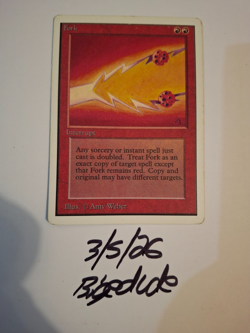 Fork
Interrupt
Any sorcery or instant spell just
cast is doubled. Treat Fork as an
exact copy of target spell except
that Fork remains red. Copy and
original may have different targets.
Illus. © Amy Weber
3/5/26